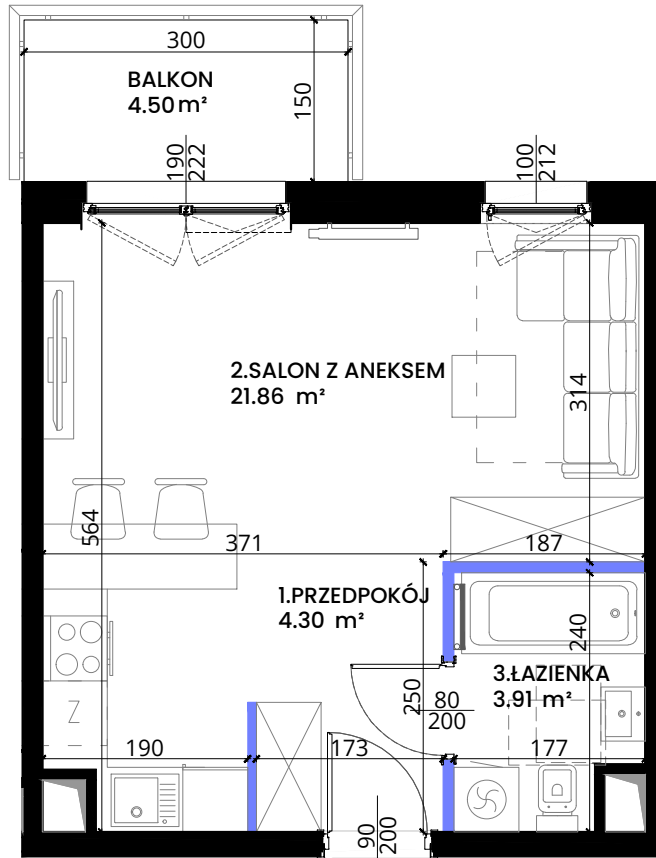 300
BALKON
4.50 m²
150
190
222
100
212
2.SALON Z ANEKSEM
21.86 m²
314
564
371
187
1.PRZEDPOKÓJ
4.30 m²
240
3.ŁAZIENKA
3.91 m²
250
80
200
Z
190
173
177
90
200